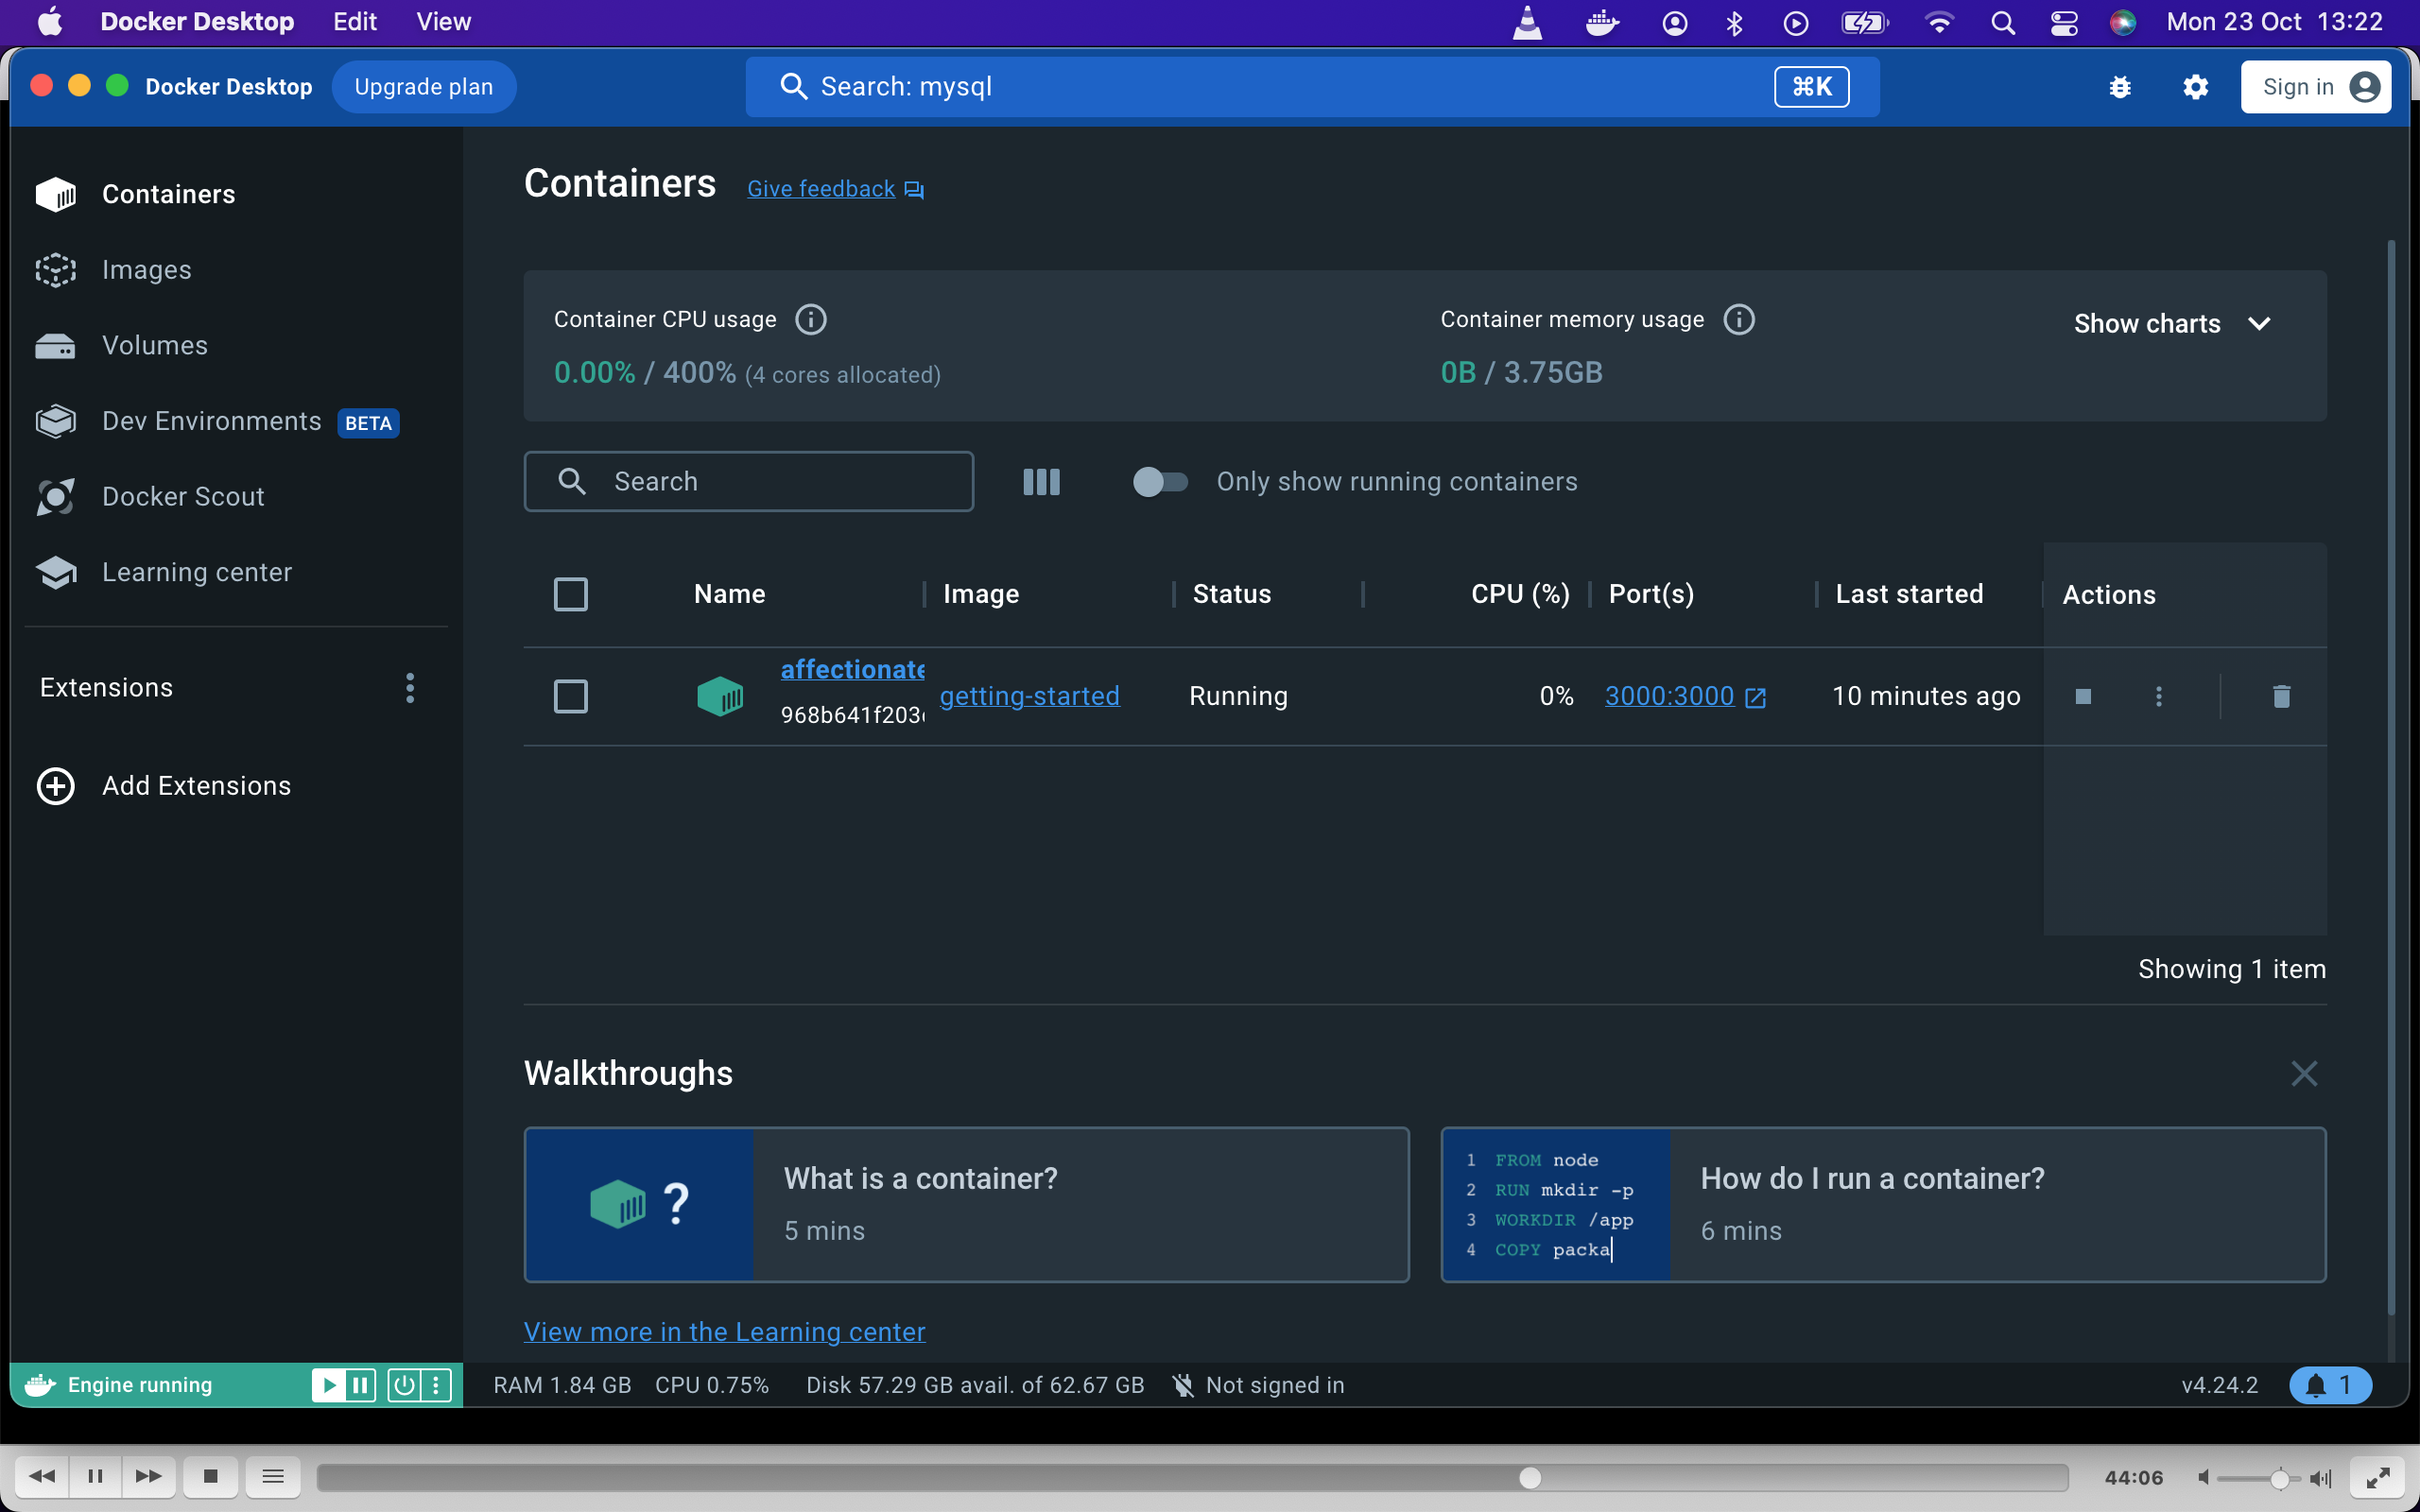 Docker Desktop Edit View Mon 23 Oct 13:22
Docker Desktop Upgrade plan Search: mysql ⌘K Sign in
Containers
Images
Volumes
Dev Environments BETA
Docker Scout
Learning center
Extensions
Add Extensions
Containers Give feedback
Container CPU usage
0.00% / 400% (4 cores allocated)
Container memory usage
0B / 3.75GB
Show charts
Search Only show running containers
Name Image Status CPU (%) Port(s) Last started Actions
affectionate
968b641f203
getting-started Running 0% 3000:3000 10 minutes ago
Showing 1 item
Walkthroughs
What is a container?
5 mins
1 FROM node
2 RUN mkdir -p
3 WORKDIR /app
4 COPY packa
How do I run a container?
6 mins
View more in the Learning center
Engine running RAM 1.84 GB CPU 0.75% Disk 57.29 GB avail. of 62.67 GB Not signed in v4.24.2 1
44:06